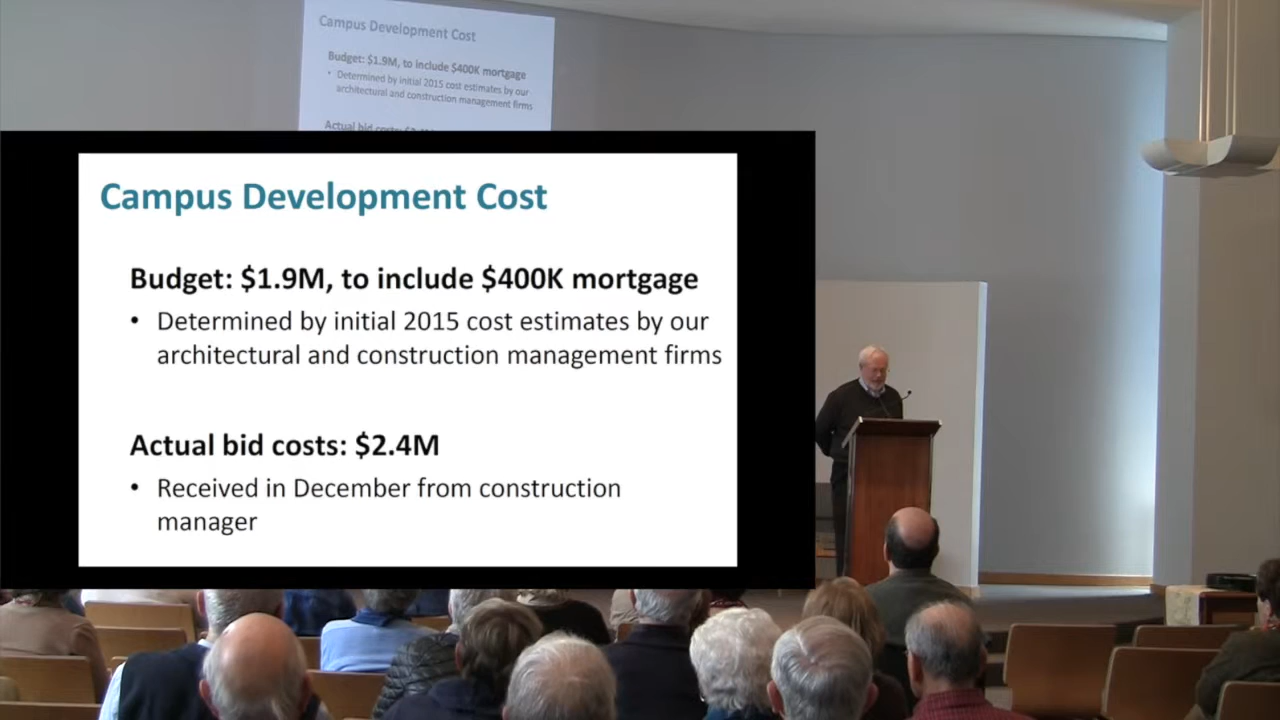 Campus Development Cost
Budget: $1.9M, to include $400K mortgage
• Determined by initial 2015 cost estimates by our
architectural and construction management firms
Actual bid costs:
Campus Development Cost
Budget: $1.9M, to include $400K mortgage
• Determined by initial 2015 cost estimates by our
architectural and construction management firms
Actual bid costs: $2.4M
• Received in December from construction
manager